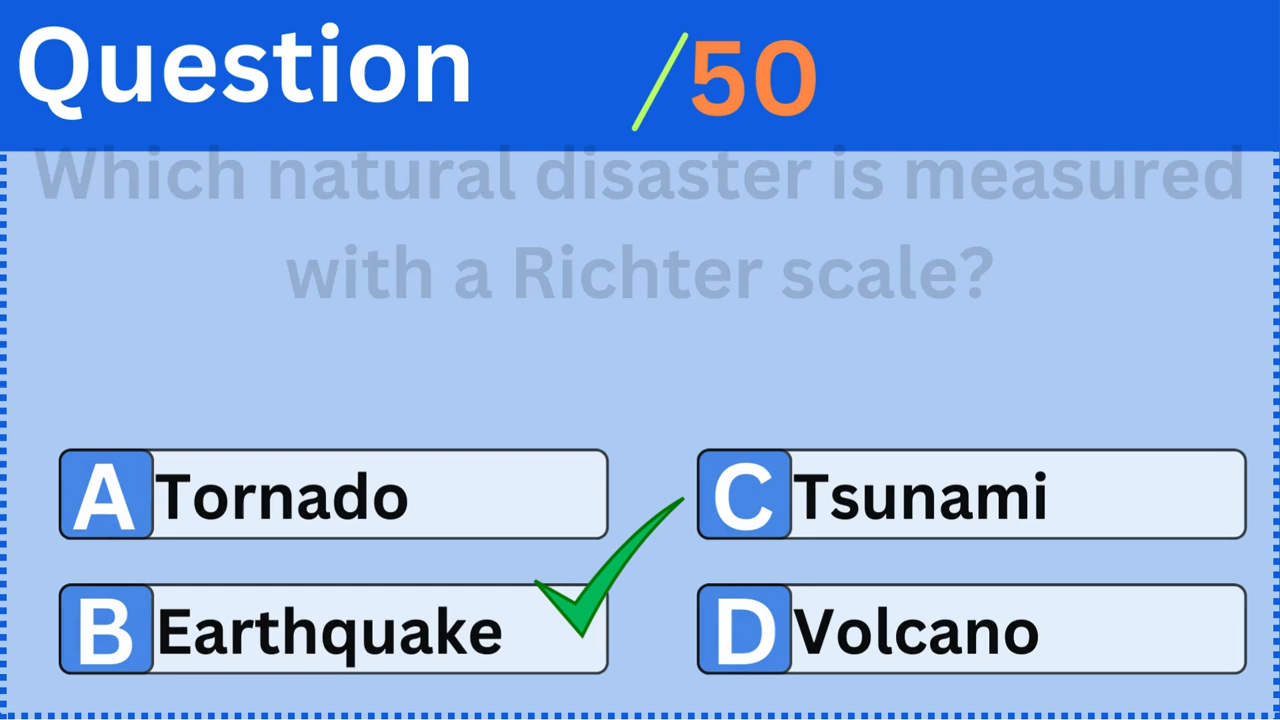 Question /50
Which natural disaster is measured
with a Richter scale?
A Tornado
B Earthquake
C Tsunami
D Volcano